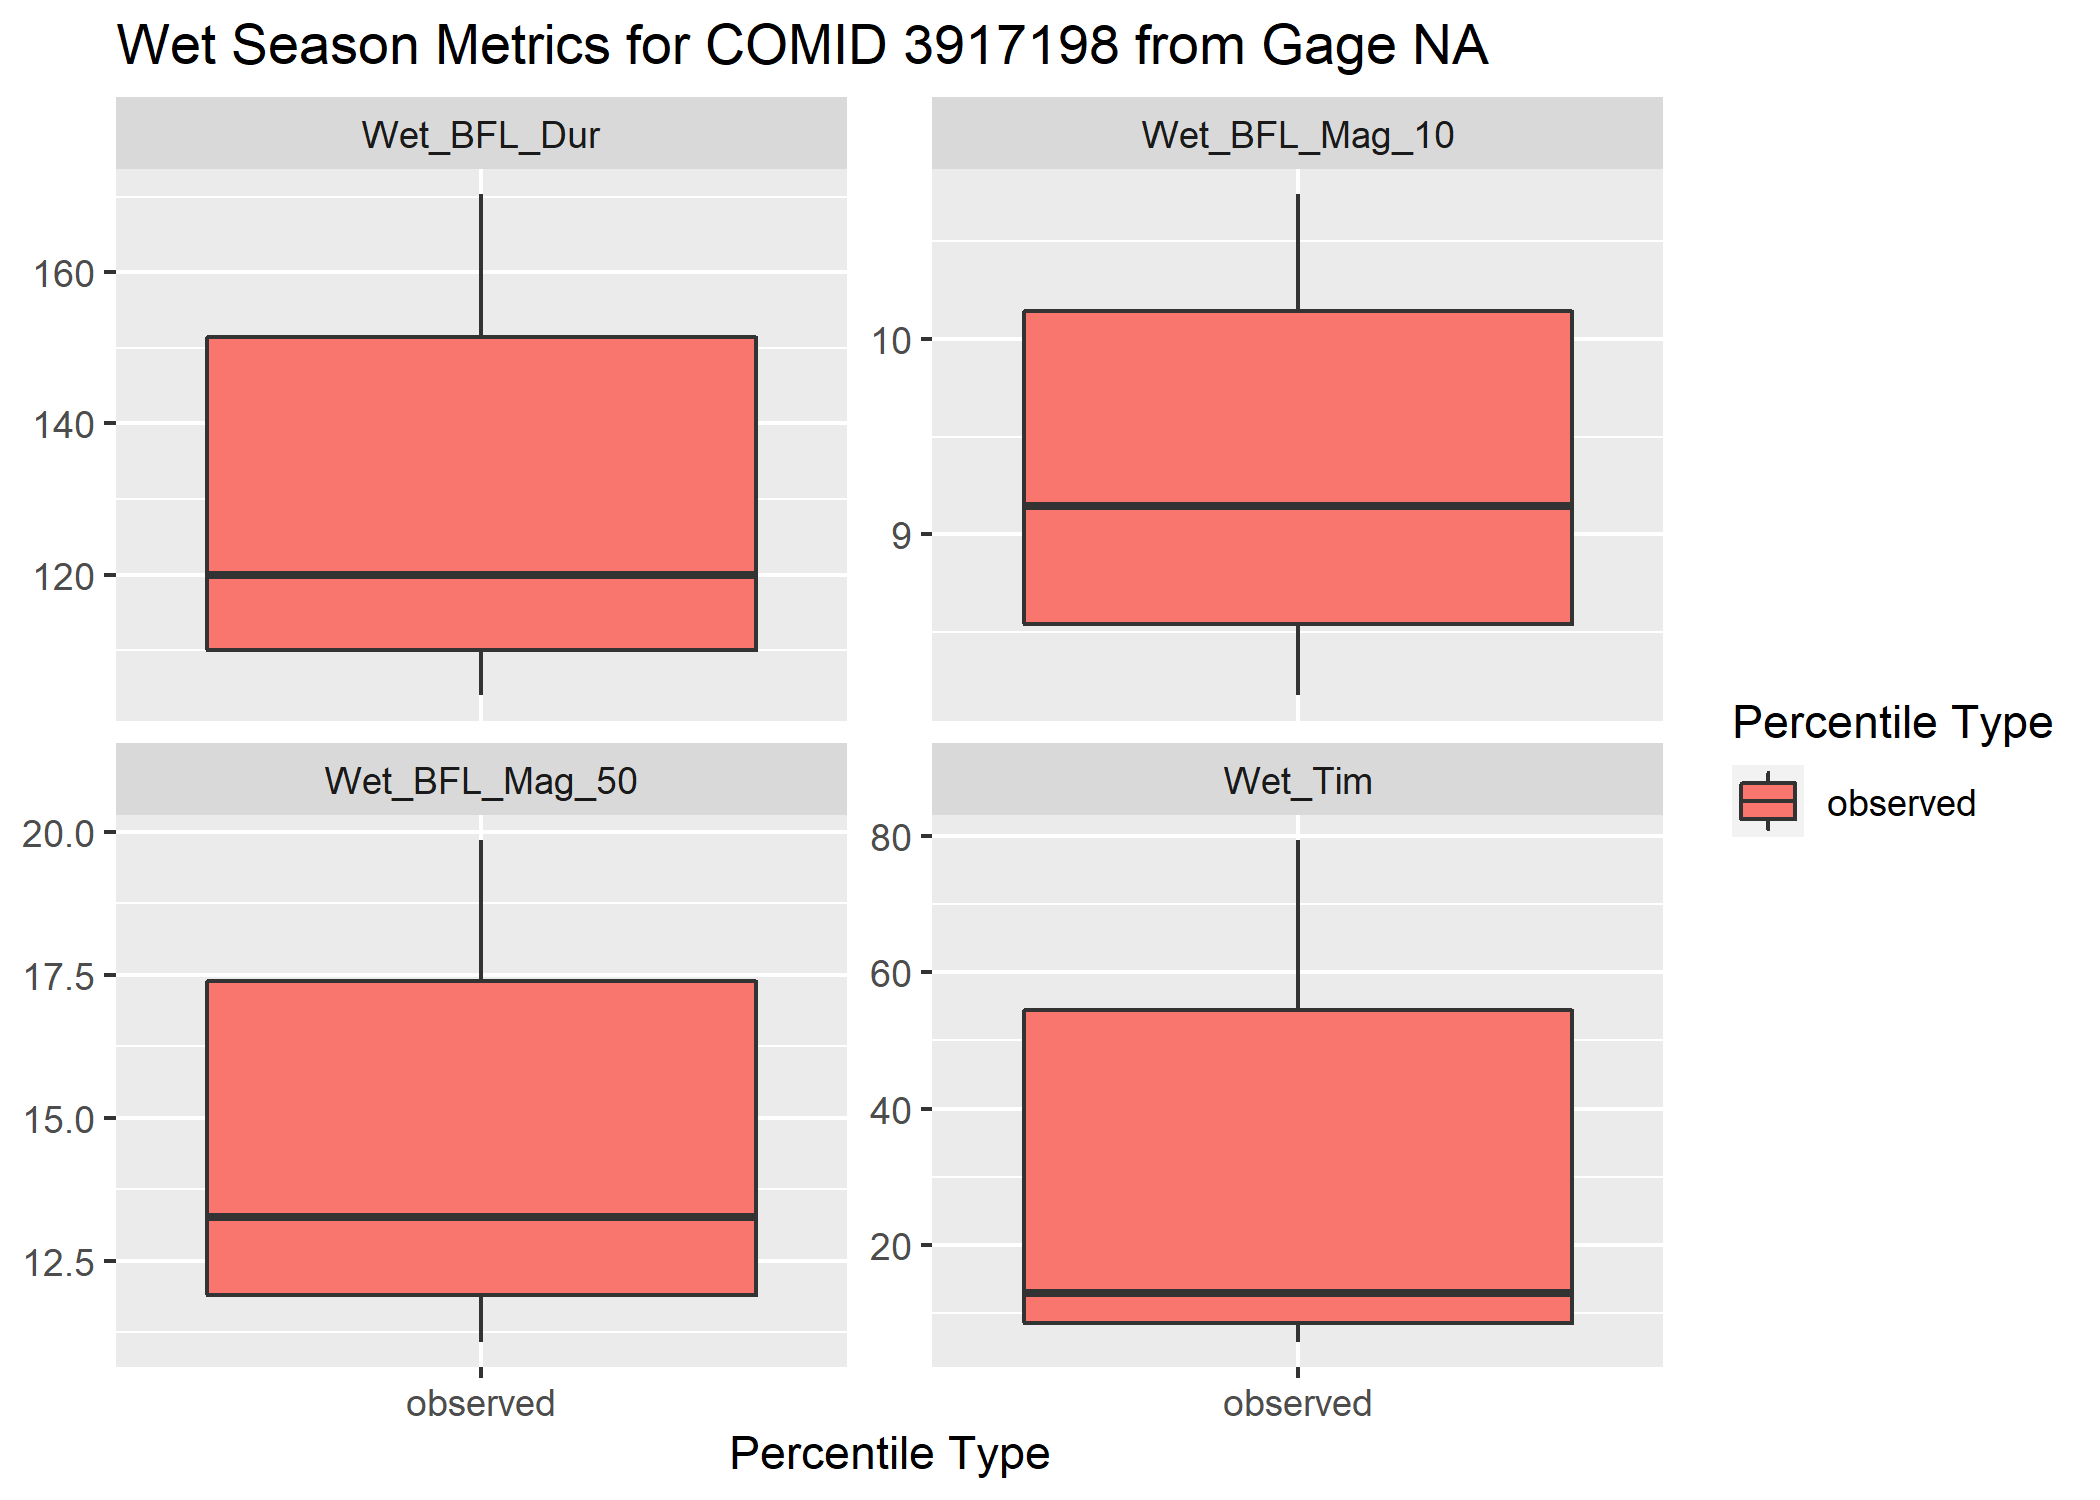 Wet Season Metrics for COMID 3917198 from Gage NA
Wet_BFL_Dur
160
140
120
Wet_BFL_Mag_10
10
9
Wet_BFL_Mag_50
20.0
17.5
15.0
12.5
observed
Wet_Tim
80
60
40
20
observed
Percentile Type
Percentile Type
observed